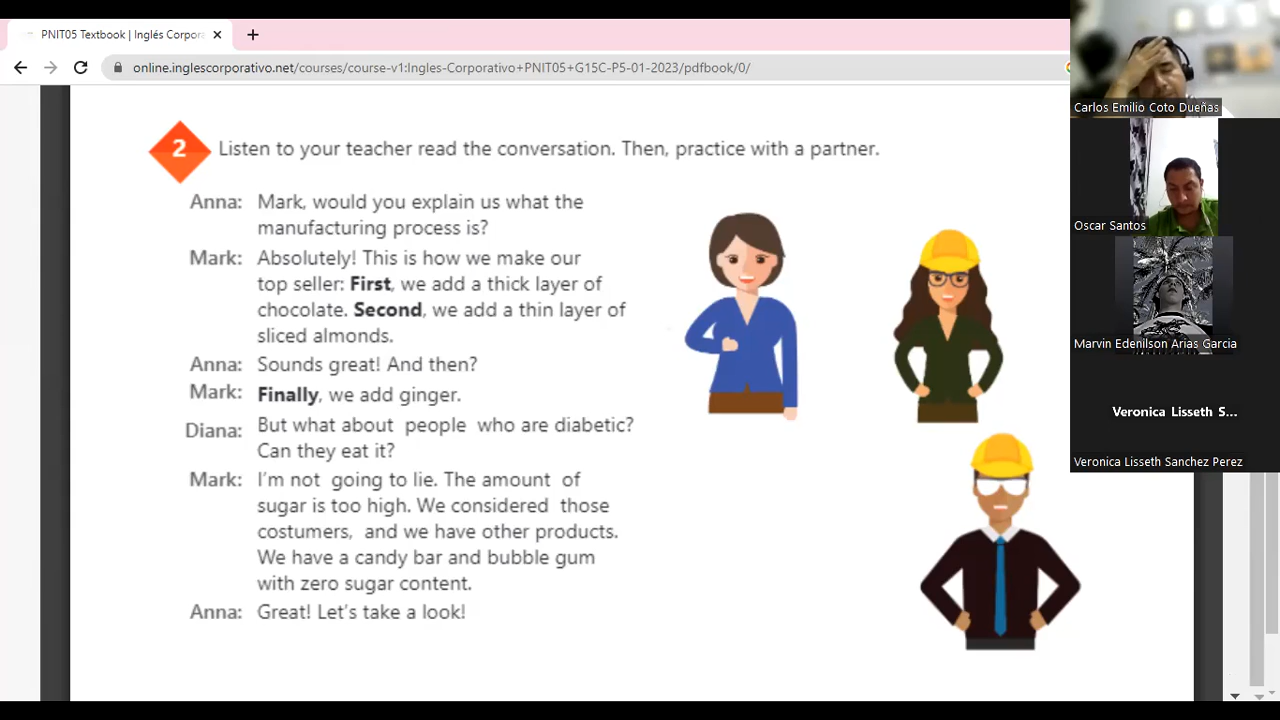 PNIT05 Textbook | Inglés Corpora
online.inglescorporativo.net/courses/course-v1:Ingles-Corporativo+PNIT05+G15C-P5-01-2023/pdfbook/0/
2
Listen to your teacher read the conversation. Then, practice with a partner.
Anna: Mark, would you explain us what the
manufacturing process is?
Mark: Absolutely! This is how we make our
top seller: First, we add a thick layer of
chocolate. Second, we add a thin layer of
sliced almonds.
Anna: Sounds great! And then?
Mark: Finally, we add ginger.
Diana: But what about people who are diabetic?
Can they eat it?
Mark: I'm not going to lie. The amount of
sugar is too high. We considered those
costumers, and we have other products.
We have a candy bar and bubble gum
with zero sugar content.
Anna: Great! Let's take a look!
Carlos Emilio Coto Dueñas
Oscar Santos
Marvin Edenilson Arias Garcia
Veronica Lisseth S...
Veronica Lisseth Sanchez Perez